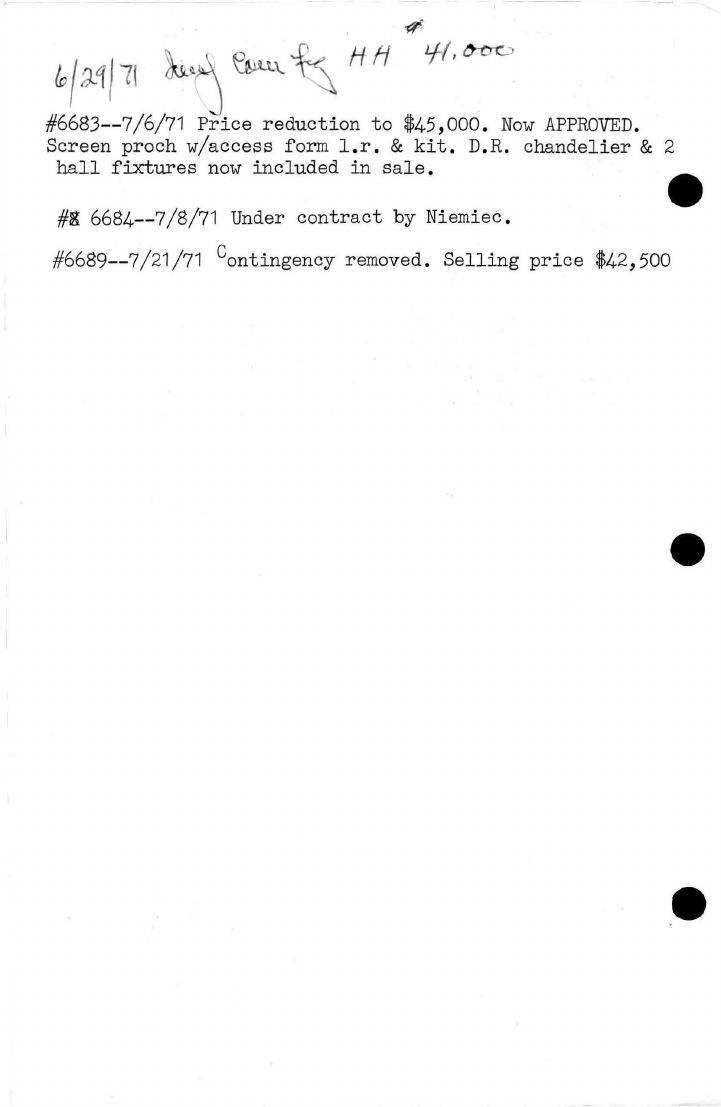 6/29/71 HH $41,000
#6683--7/6/71 Price reduction to $45,000. Now APPROVED.
Screen proch w/access form l.r. & kit. D.R. chandelier & 2
hall fixtures now included in sale.
#8 6684--7/8/71 Under contract by Niemiec.
#6689--7/21/71 Contingency removed. Selling price $42,500